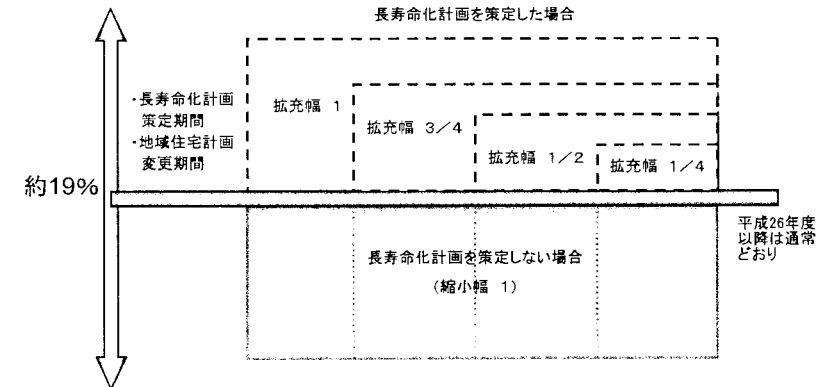 長寿命化計画を策定した場合
・長寿命化計画
策定期間
・地域住宅計画
変更期間
拡充幅 1
拡充幅 3/4
拡充幅 1/2
拡充幅 1/4
約19%
平成26年度
以降は通常
どおり
長寿命化計画を策定しない場合
(縮小幅 1)